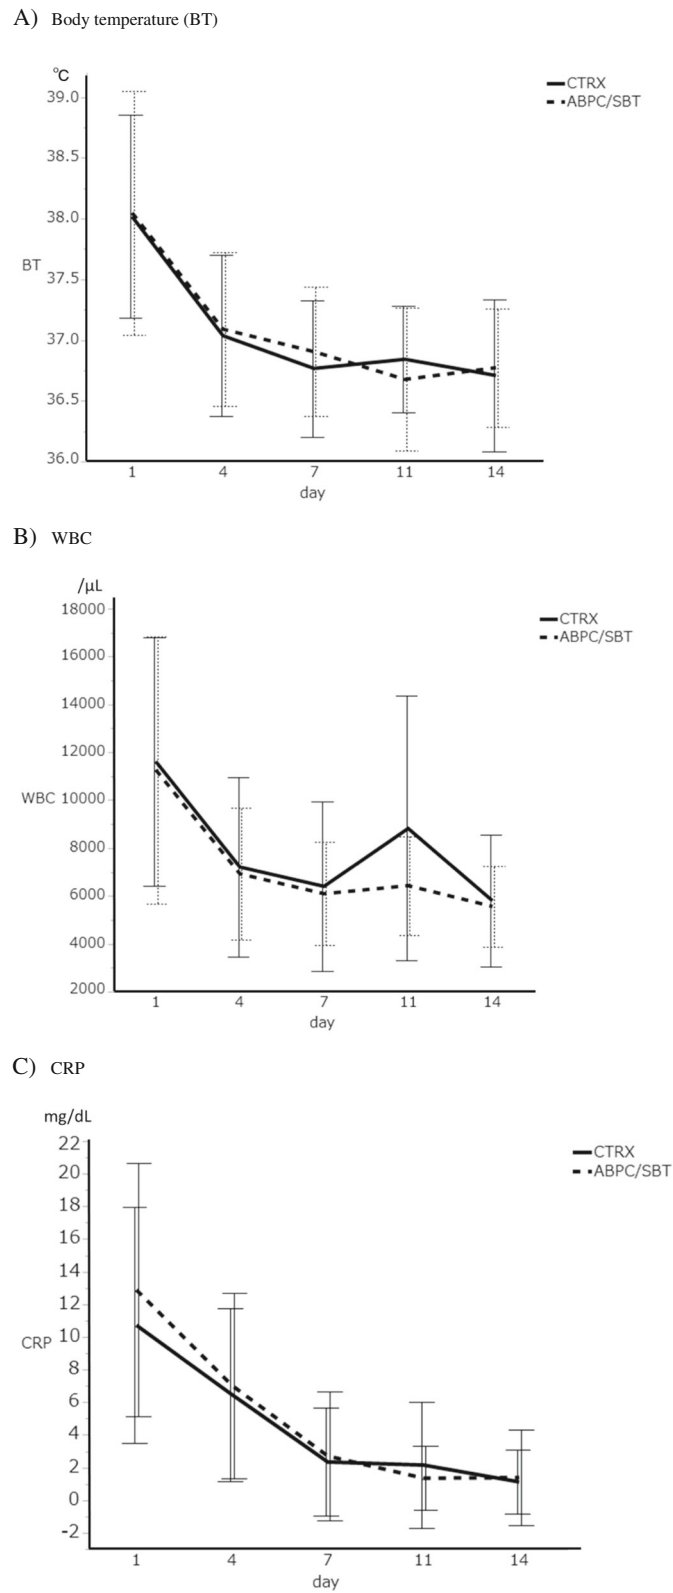 A) Body temperature (BT)
°C
39.0
38.5
38.0
37.5
37.0
36.5
36.0
BT
CTRX
ABPC/SBT
1 4 7 11 14
day
B) WBC
/μL
18000
16000
14000
12000
10000
8000
6000
4000
2000
WBC
CTRX
ABPC/SBT
1 4 7 11 14
day
C) CRP
mg/dL
22
20
18
16
14
12
10
8
6
4
2
0
-2
CRP
CTRX
ABPC/SBT
1 4 7 11 14
day